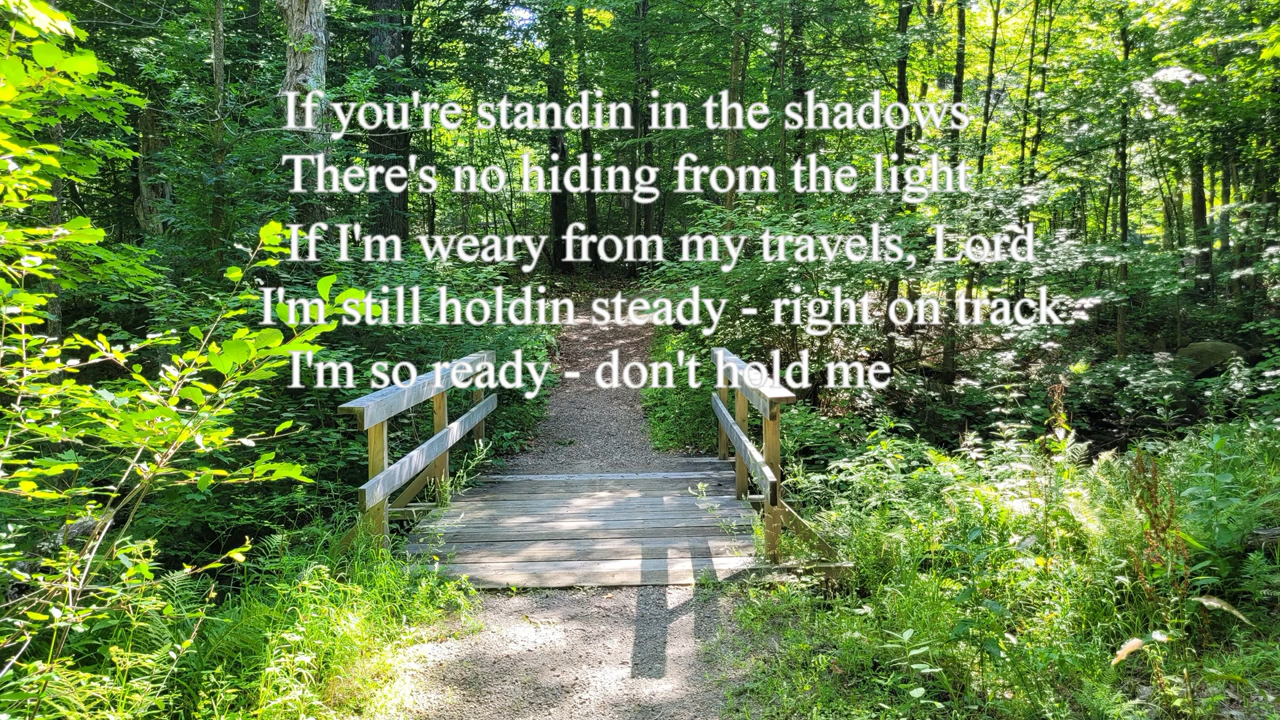 If you're standin in the shadows
There's no hiding from the light
If I'm weary from my travels, Lord
I'm still holdin steady - right on track
I'm so ready - don't hold me